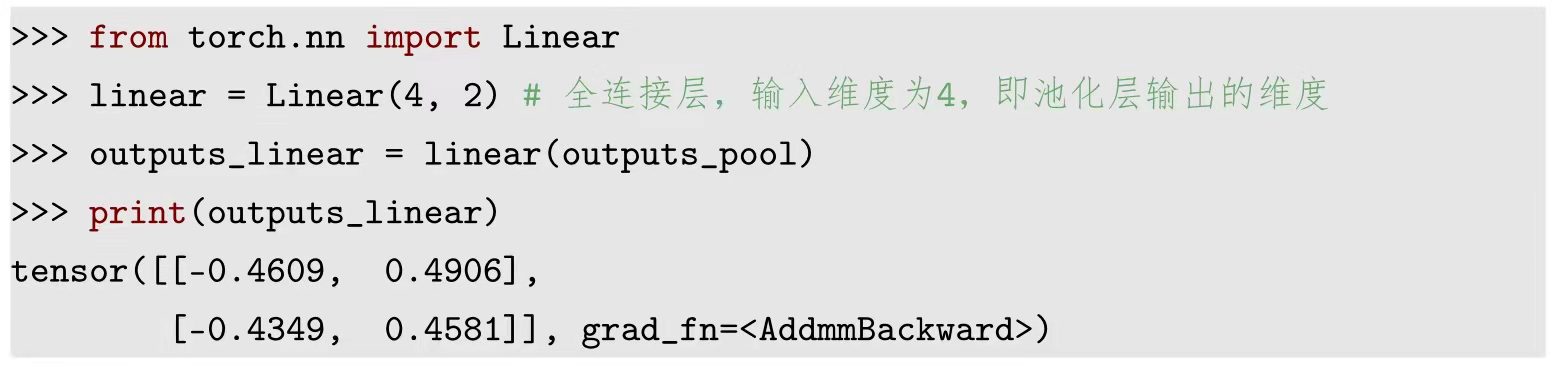 >>> from torch.nn import Linear
>>> linear = Linear(4, 2) # 全连接层，输入维度为4，即池化层输出的维度
>>> outputs_linear = linear(outputs_pool)
>>> print(outputs_linear)
tensor([[-0.4609,  0.4906],
        [-0.4349,  0.4581]], grad_fn=<AddmmBackward>)